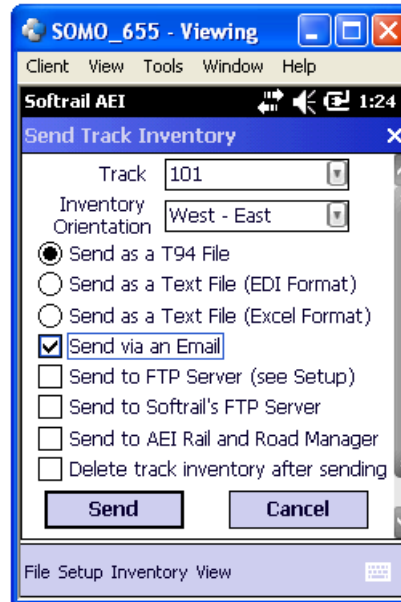 SOMO_655 - Viewing
Client View Tools Window Help
Softrail AEI 1:24
Send Track Inventory
Track 101
Inventory
Orientation West - East
Send as a T94 File
Send as a Text File (EDI Format)
Send as a Text File (Excel Format)
Send via an Email
Send to FTP Server (see Setup)
Send to Softrail's FTP Server
Send to AEI Rail and Road Manager
Delete track inventory after sending
Send Cancel
File Setup Inventory View